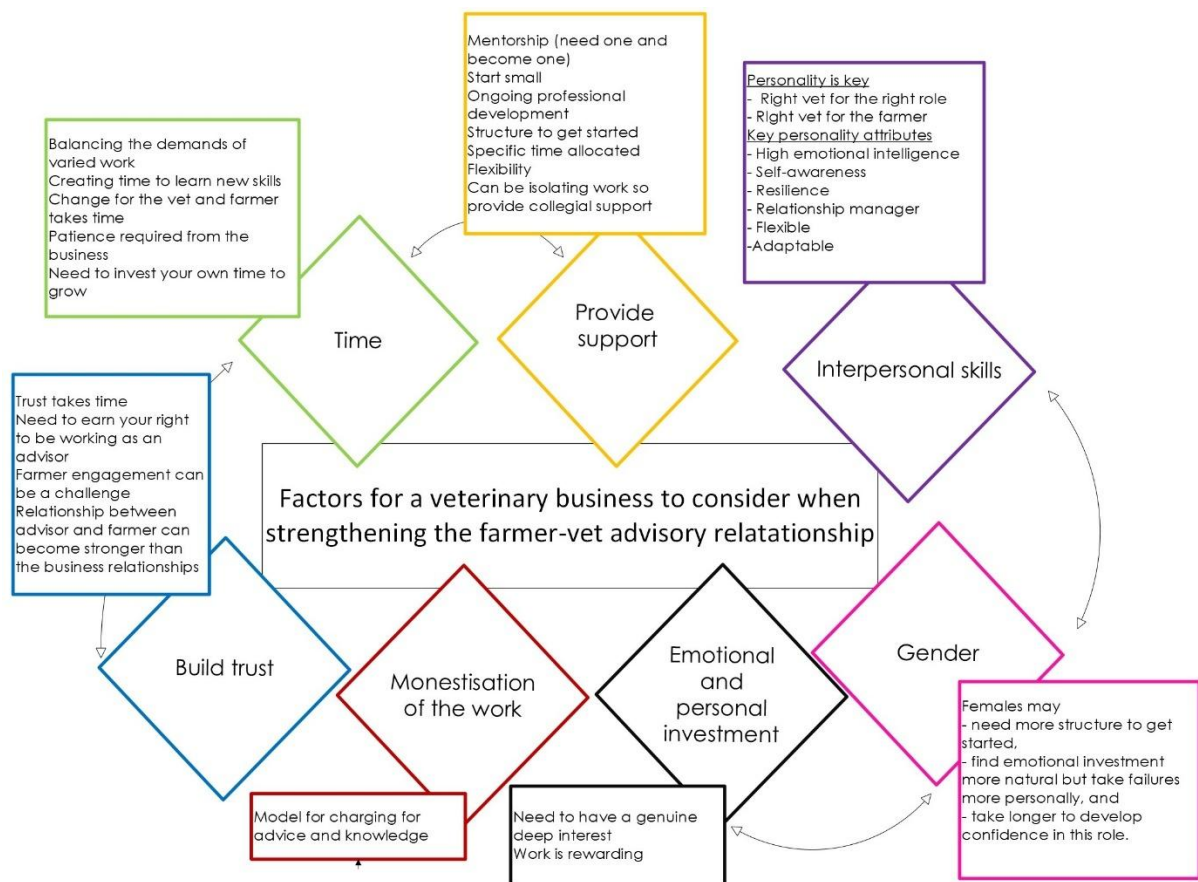 Mentorship (need one and
become one)
Start small
Ongoing professional
development
Structure to get started
Specific time allocated
Flexibility
Can be isolating work so
provide collegial support
Personality is key
- Right vet for the right role
- Right vet for the farmer
Key personality attributes
- High emotional intelligence
- Self-awareness
- Resilience
- Relationship manager
- Flexible
-Adaptable
Balancing the demands of
varied work
Creating time to learn new skills
Change for the vet and farmer
takes time
Patience required from the
business
Need to invest your own time to
grow
Time
Provide
support
Interpersonal skills
Trust takes time
Need to earn your right
to be working as an
advisor
Farmer engagement can
be a challenge
Relationship between
advisor and farmer can
become stronger than
the business relationships
Factors for a veterinary business to consider when
strengthening the farmer-vet advisory relatationship
Build trust
Monestisation
of the work
Emotional
and
personal
investment
Gender
Model for charging for
advice and knowledge
Need to have a genuine
deep interest
Work is rewarding
Females may
- need more structure to get
started,
- find emotional investment
more natural but take failures
more personally, and
- take longer to develop
confidence in this role.